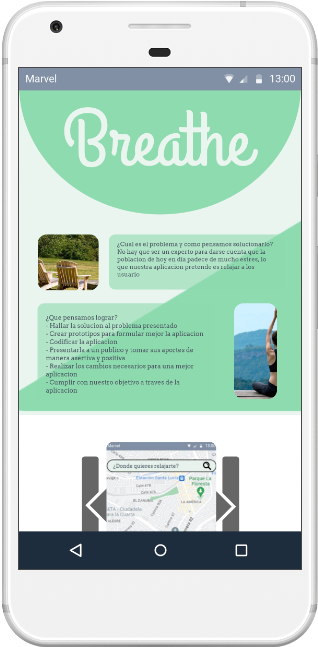 Marvel 13:00
Breathe
¿Cual es el problema y como pensamos solucionarlo?
No hay que ser un experto para darse cuenta que la
poblacion de hoy en dia padece de mucho estres, lo
que nuestra aplicacion pretende es relajar a los
usuario
¿Que pensamos lograr?
- Hallar la solucion al problema presentado
- Crear prototipos para formular mejor la aplicacion
- Codificar la aplicacion
- Presentarla a un publico y tomar sus aportes de
manera asertiva y positiva
- Realizar los cambios necesarios para una mejor
aplicacion
- Cumplir con nuestro objetivo a traves de la
aplicacion
¿Donde quieres relajarte?
Estación Santa Lucía
Parque La
Floresta